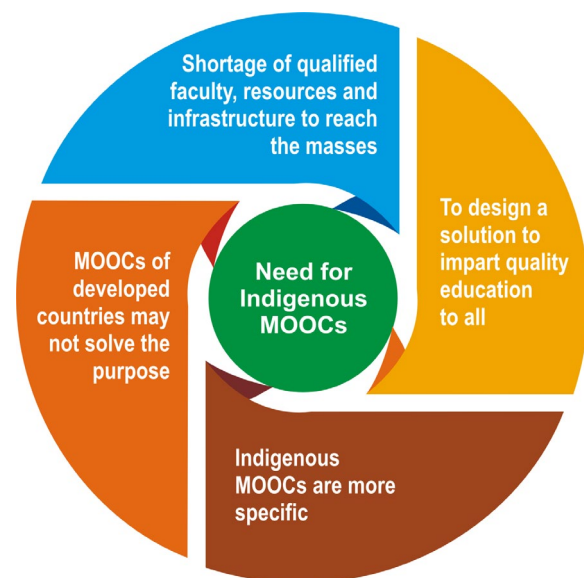 Shortage of qualified
faculty, resources and
infrastructure to reach
the masses
To design a
solution to
impart quality
education
to all
Need for
Indigenous
MOOCs
MOOCs of
developed
countries may
not solve the
purpose
Indigenous
MOOCs are more
specific